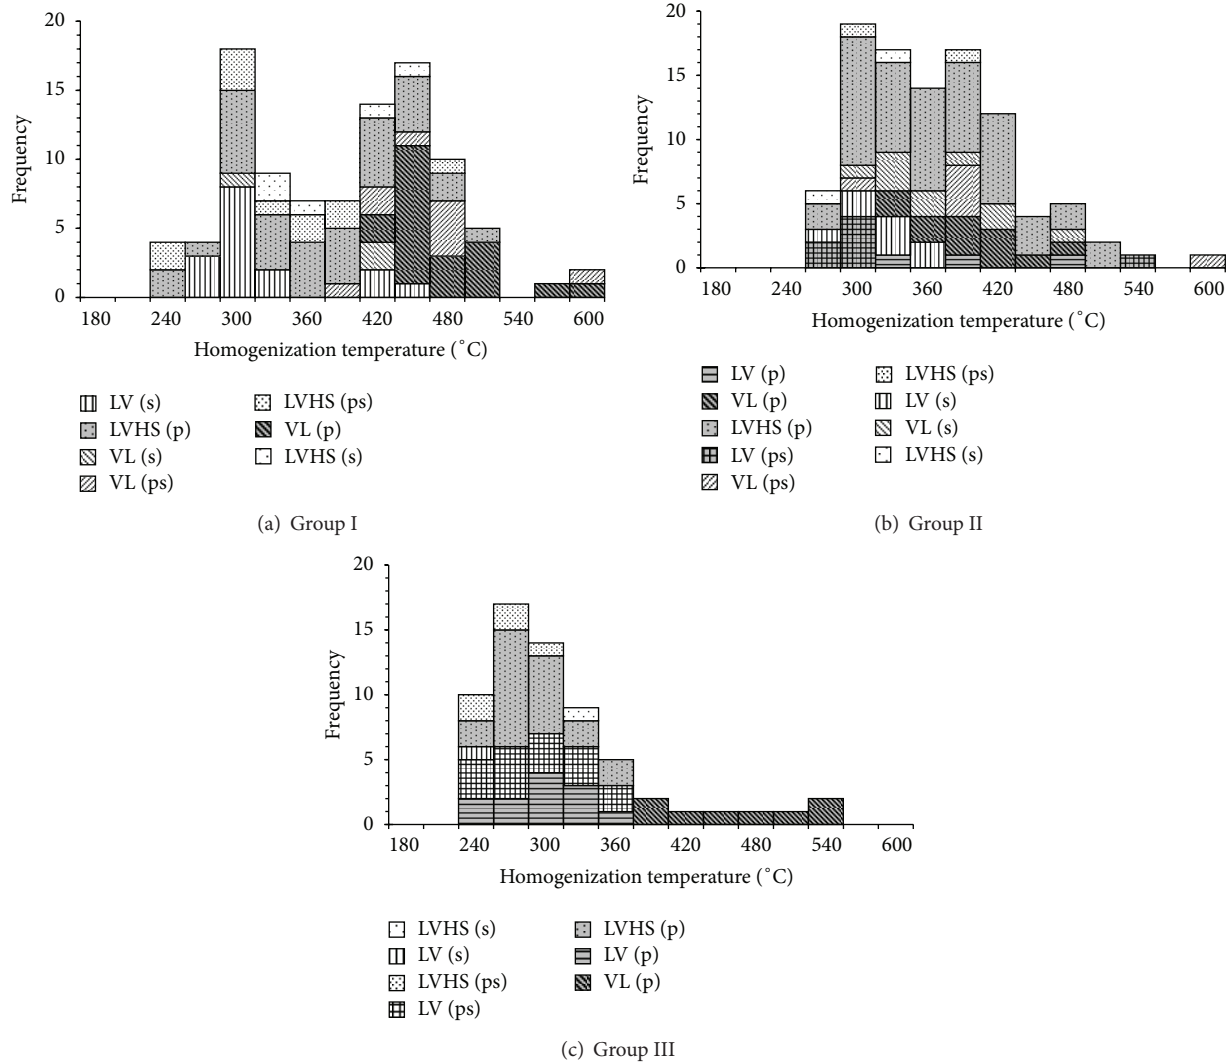 20
15
10
5
0
Frequency
180 240 300 360 420 480 540 600
Homogenization temperature (°C)
LV (s)
LVHS (p)
VL (s)
VL (ps)
LVHS (ps)
VL (p)
LVHS (s)
(a) Group I
20
15
10
5
0
Frequency
180 240 300 360 420 480 540 600
Homogenization temperature (°C)
LV (p)
VL (p)
LVHS (p)
LV (ps)
VL (ps)
LVHS (ps)
LV (s)
VL (s)
LVHS (s)
(b) Group II
20
15
10
5
0
Frequency
180 240 300 360 420 480 540 600
Homogenization temperature (°C)
LVHS (s)
LV (s)
LVHS (ps)
LV (ps)
LVHS (p)
LV (p)
VL (p)
(c) Group III